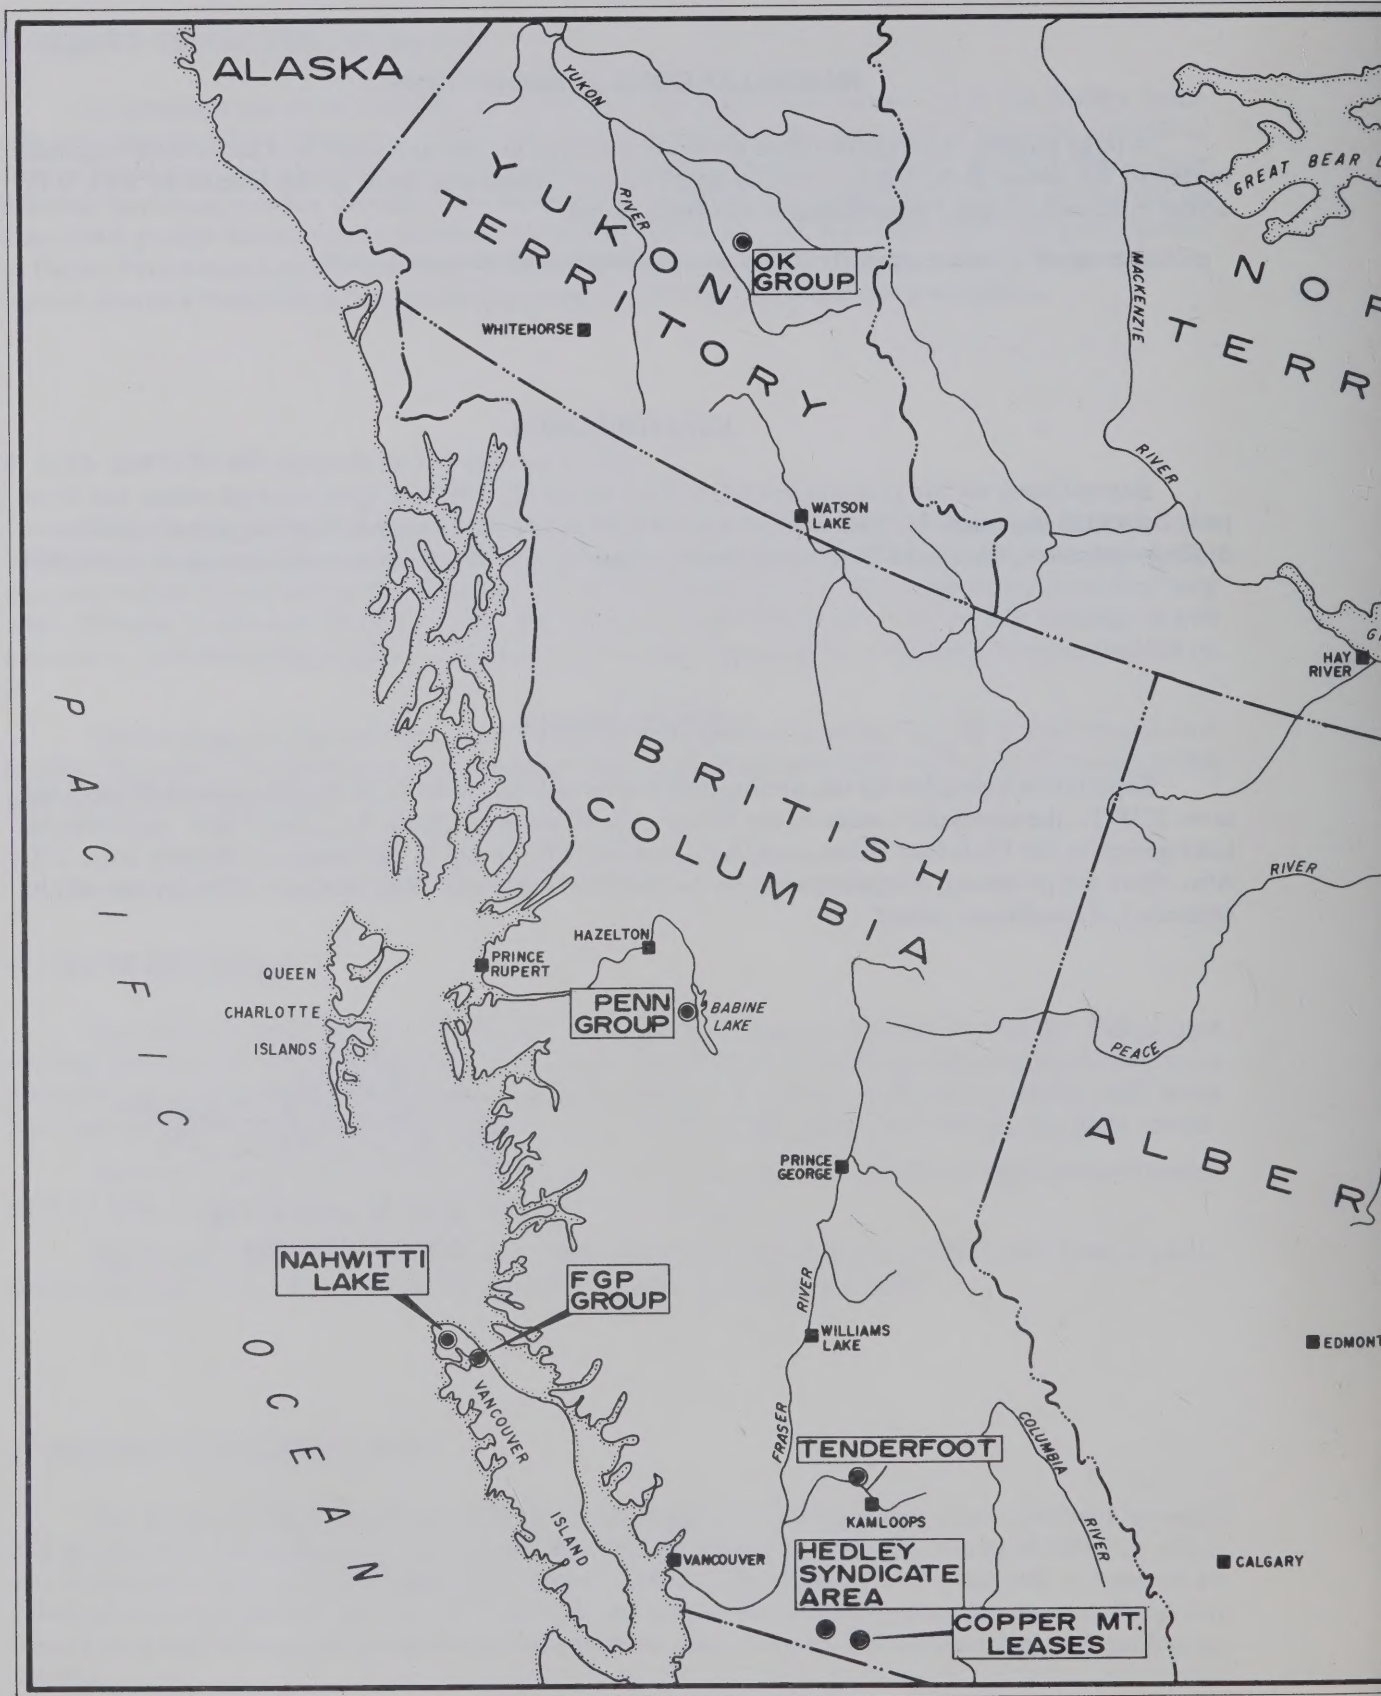 ALASKA
YUKON
RIVER
YUKON
TERRITORY
OK
GROUP
WHITEHORSE
GREAT BEAR
MACKENZIE
RIVER
NOR
TERR
WATSON
LAKE
HAY
RIVER
PACIFIC
OCEAN
BRITISH
COLUMBIA
RIVER
PEACE
HAZELTON
PRINCE
RUPERT
QUEEN
CHARLOTTE
ISLANDS
PENN
GROUP
BABINE
LAKE
ALBER
PRINCE
GEORGE
NAHWITTI
LAKE
FGP
GROUP
RIVER
FRASER
WILLIAMS
LAKE
EDMONT
VANCOUVER
ISLAND
TENDERFOOT
COLUMBIA
RIVER
KAMLOOPS
VANCOUVER
HEDLEY
SYNDICATE
AREA
CALGARY
COPPER MT.
LEASES